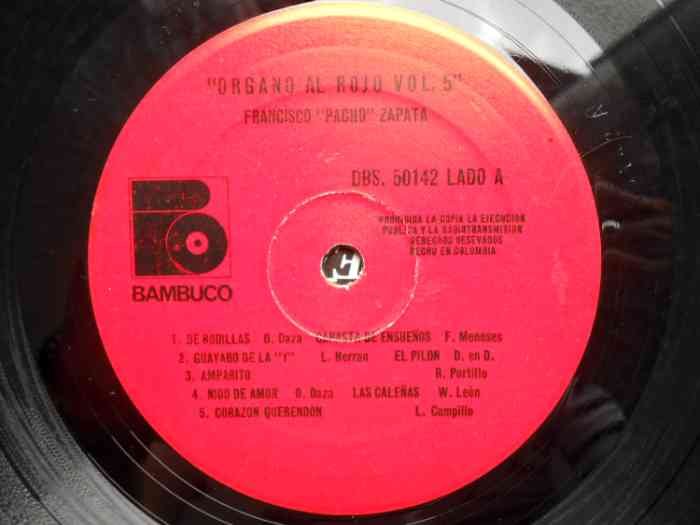 "ORGANO AL ROJO VOL. 5"
FRANCISCO "PACHO" ZAPATA
DBS. 50142 LADO A
PROHIBIDA LA COPIA LA EJECUCION
PUBLICA Y LA RADIOTRANSMISION
DERECHOS RESEVADOS
HECHO EN COLOMBIA
BAMBUCO
1. DE RODILLAS O. Daza CANASTA DE ENSUEÑOS F. Meneses
2. GUAYABO DE LA "Y" L. Herran EL PILON D. en D.
3. AMPARITO R. Portillo
4. NIDO DE AMOR O. Daza LAS CALEÑAS W. León
5. CORAZON QUERENDON L. Campillo